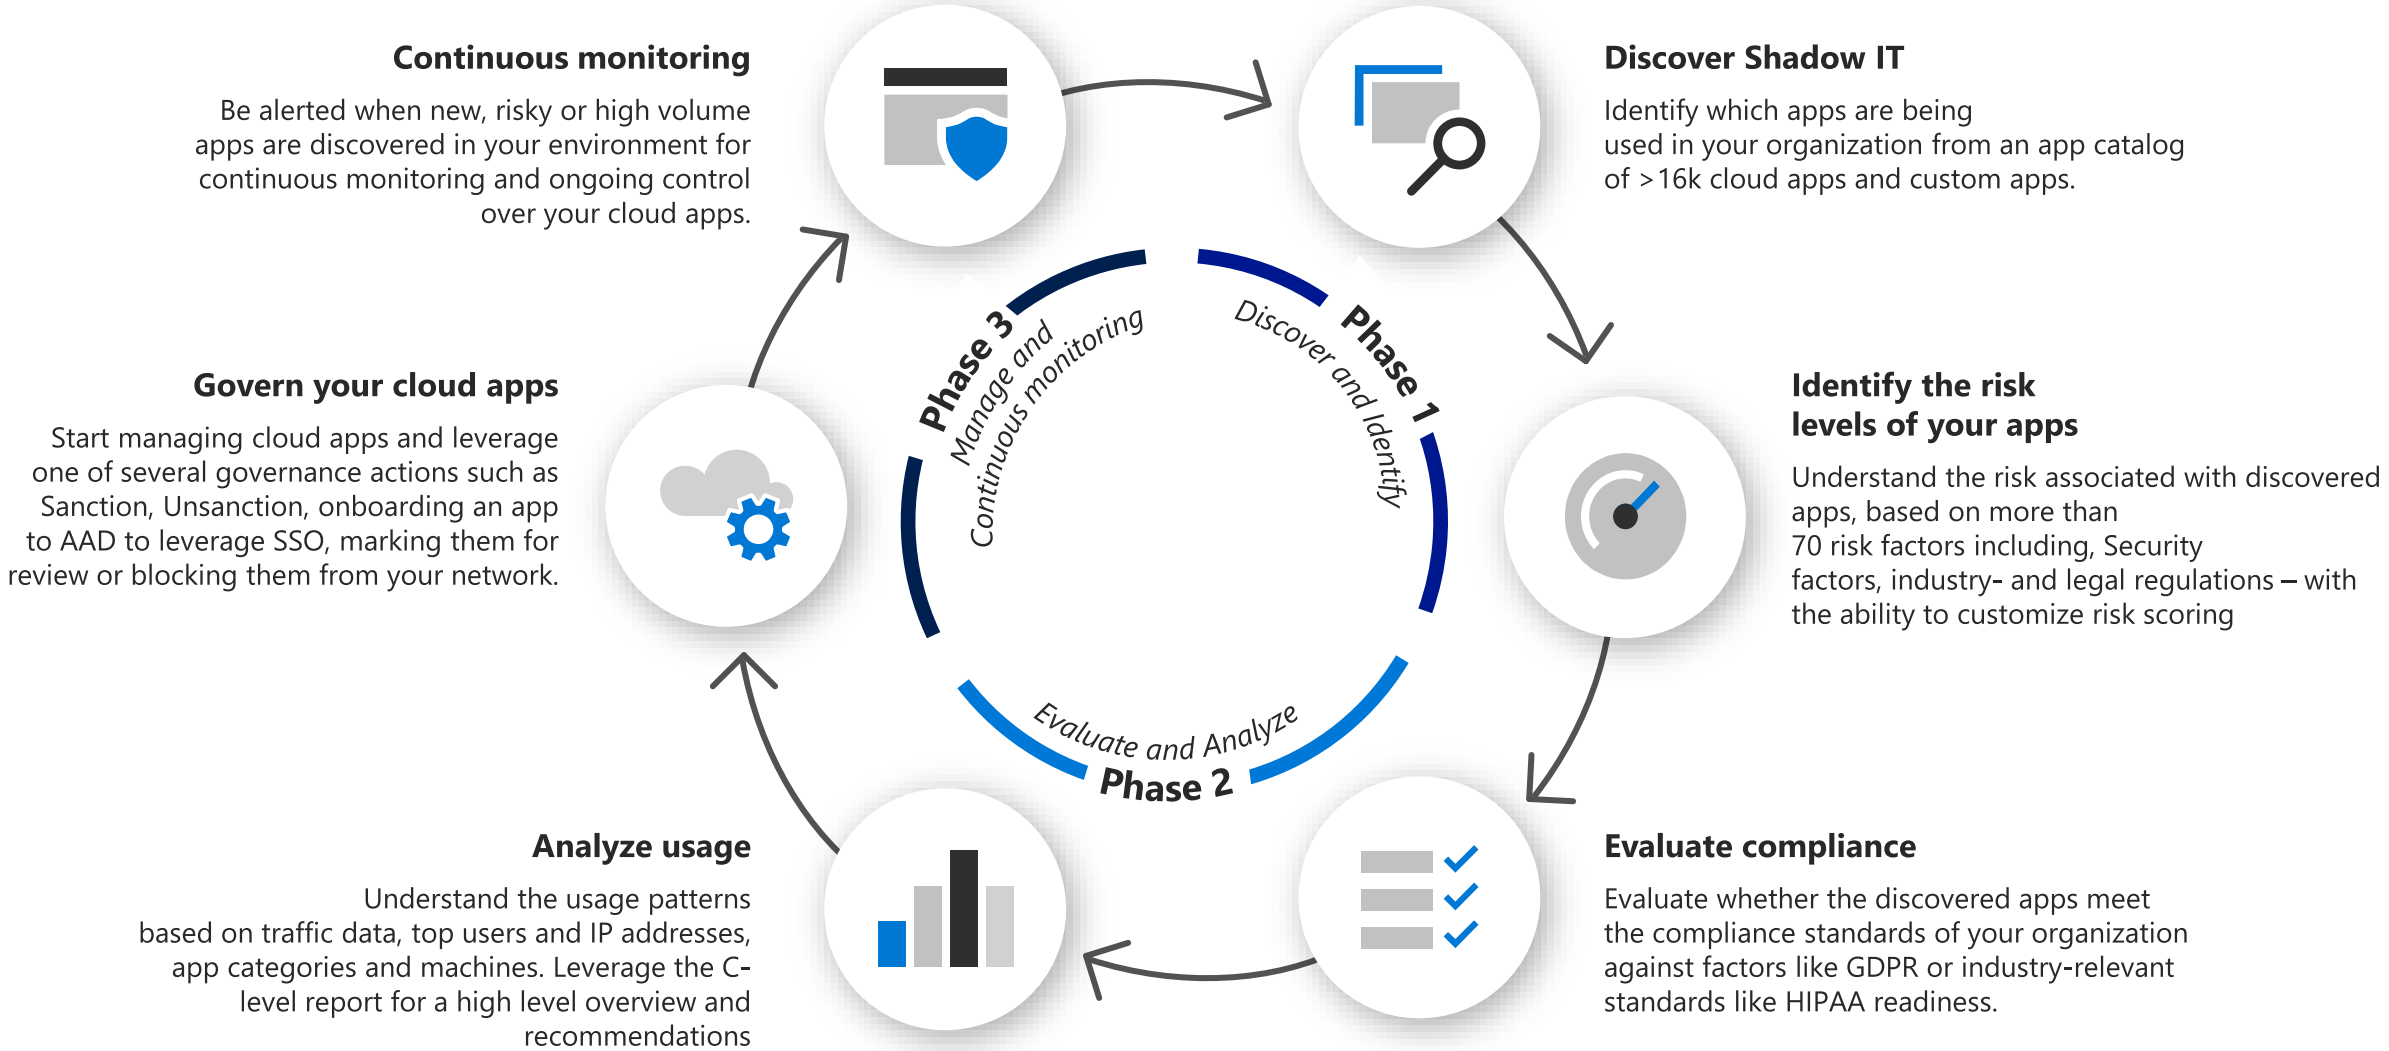 Continuous monitoring
Be alerted when new, risky or high volume
apps are discovered in your environment for
continuous monitoring and ongoing control
over your cloud apps.
Discover Shadow IT
Identify which apps are being
used in your organization from an app catalog
of >16k cloud apps and custom apps.
Phase 3
Manage and
Continuous monitoring
Phase 1
Discover and Identify
Govern your cloud apps
Start managing cloud apps and leverage
one of several governance actions such as
Sanction, Unsanction, onboarding an app
to AAD to leverage SSO, marking them for
review or blocking them from your network.
Identify the risk
levels of your apps
Understand the risk associated with discovered
apps, based on more than
70 risk factors including, Security
factors, industry- and legal regulations – with
the ability to customize risk scoring
Evaluate and Analyze
Phase 2
Analyze usage
Understand the usage patterns
based on traffic data, top users and IP addresses,
app categories and machines. Leverage the C-
level report for a high level overview and
recommendations
Evaluate compliance
Evaluate whether the discovered apps meet
the compliance standards of your organization
against factors like GDPR or industry-relevant
standards like HIPAA readiness.